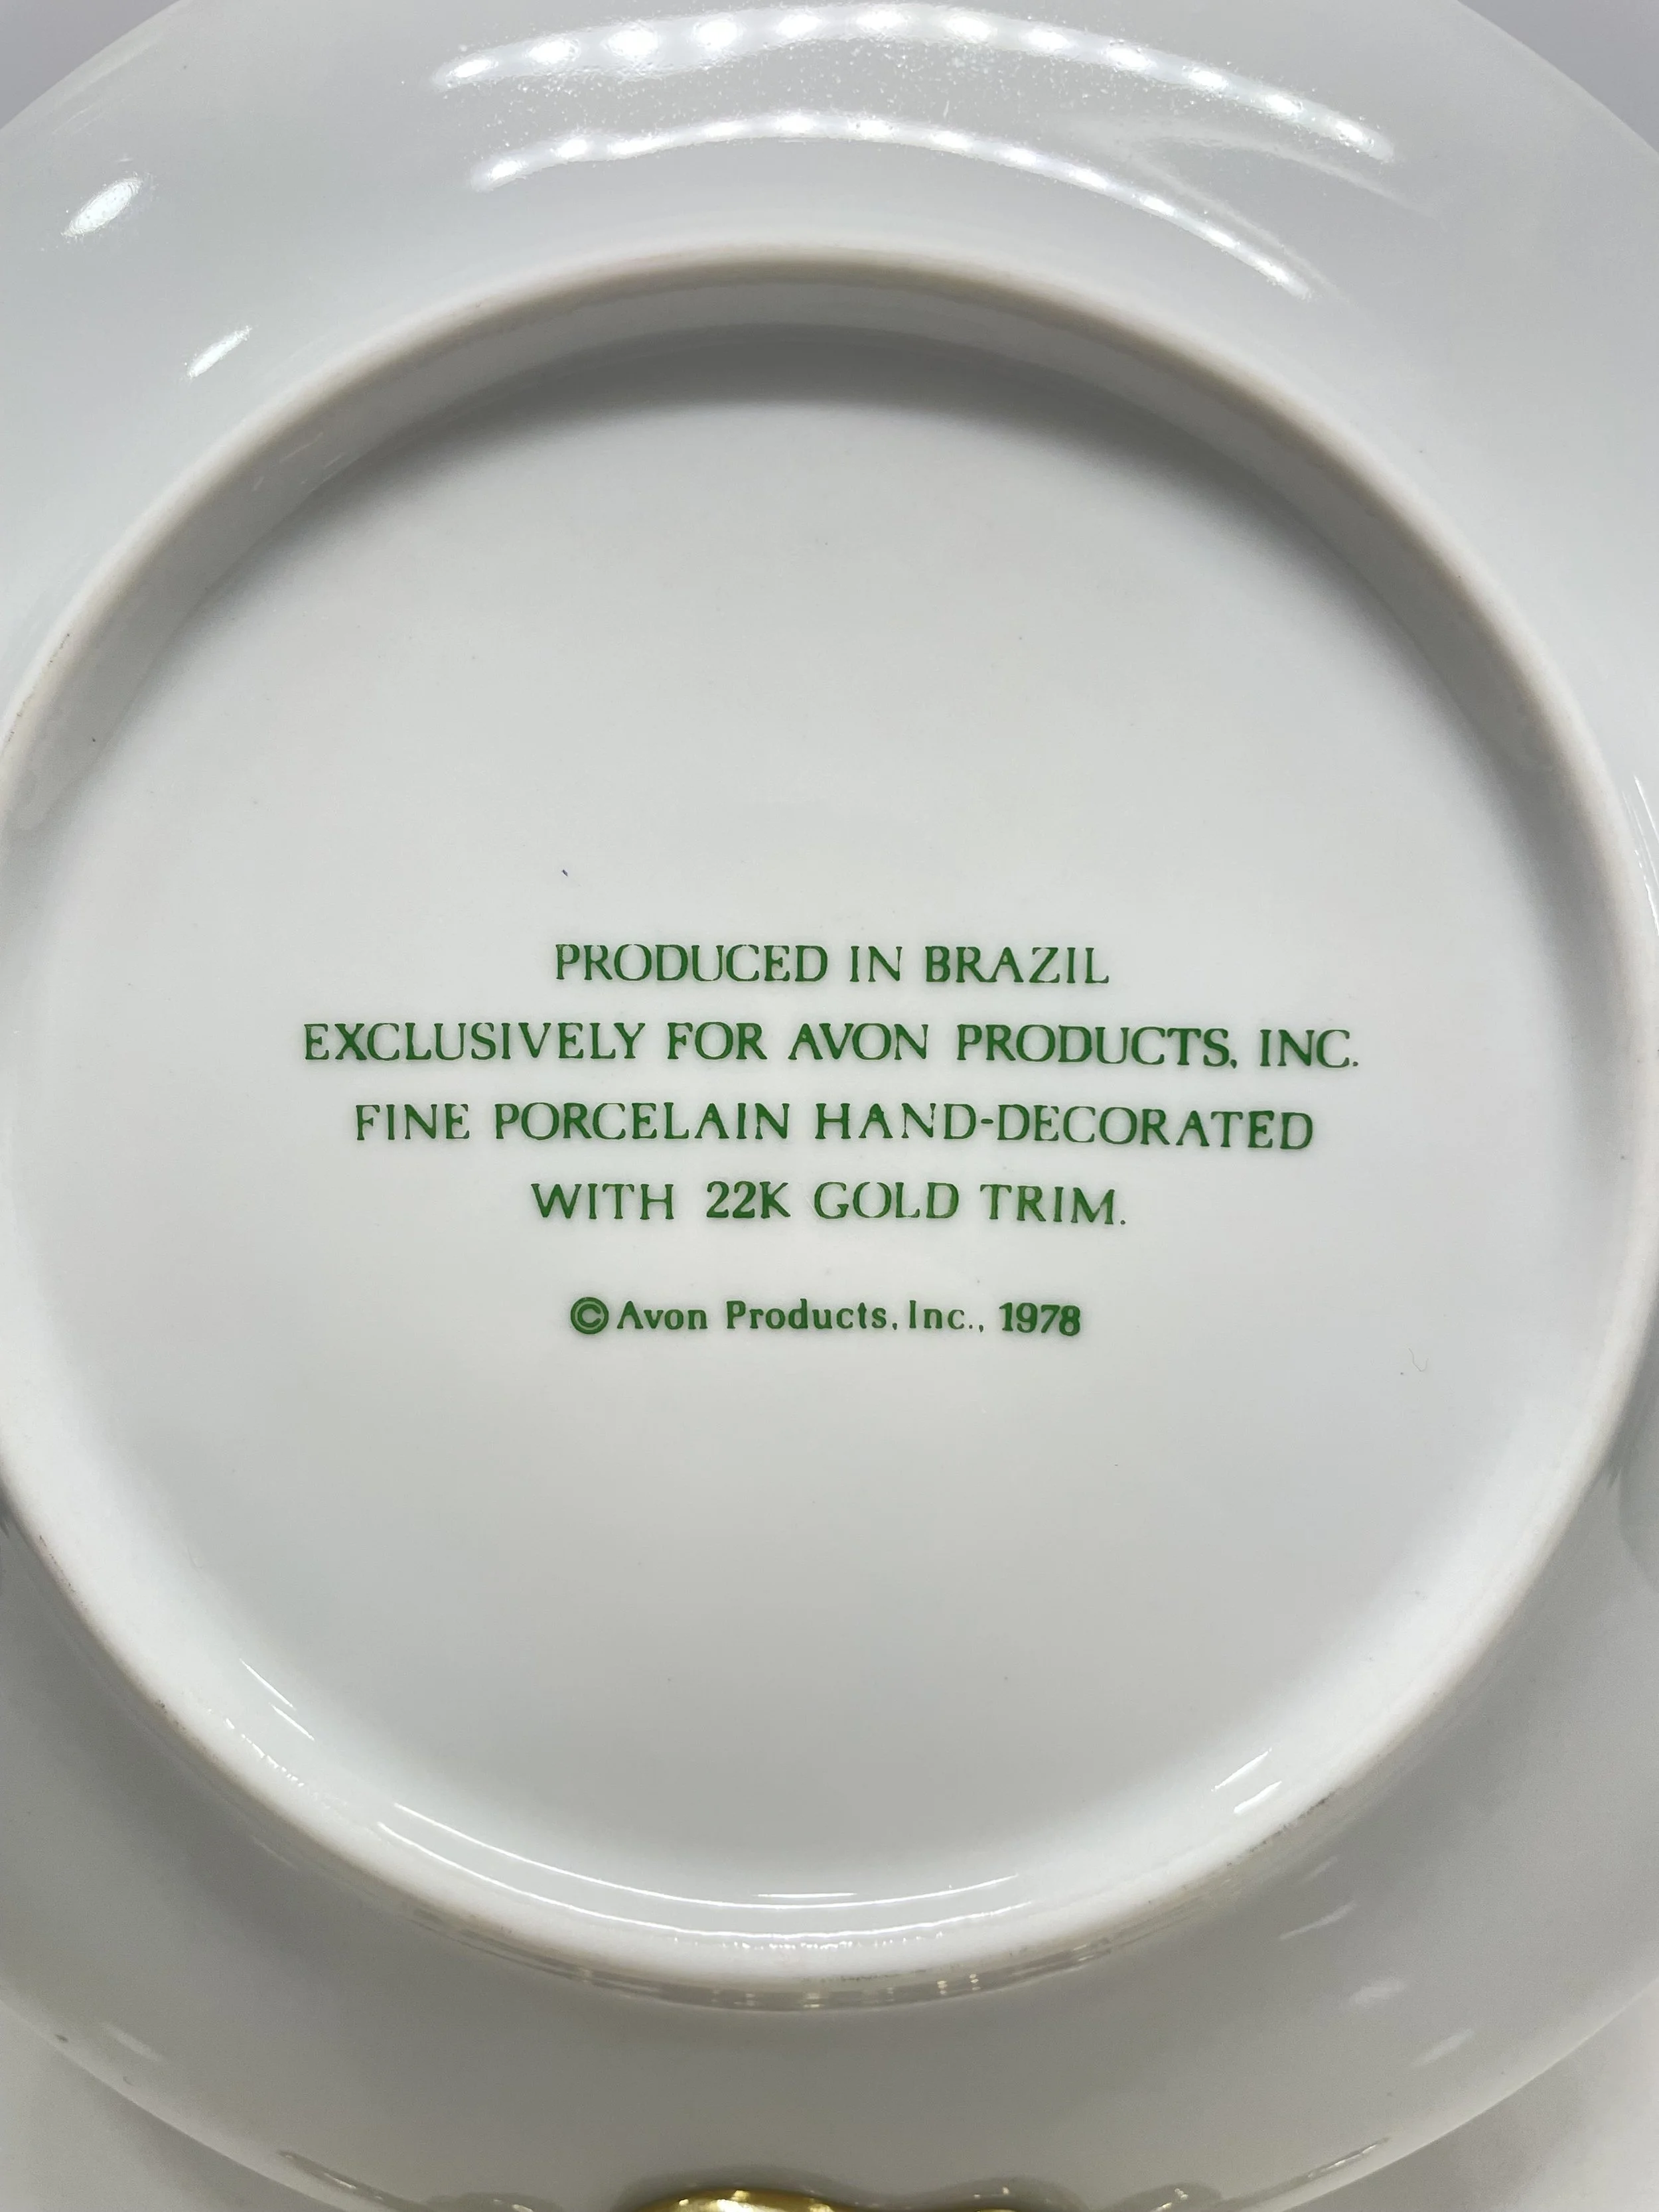 PRODUCED IN BRAZIL
EXCLUSIVELY FOR AVON PRODUCTS, INC.
FINE PORCELAIN HAND-DECORATED
WITH 22K GOLD TRIM.
©Avon Products, Inc., 1978